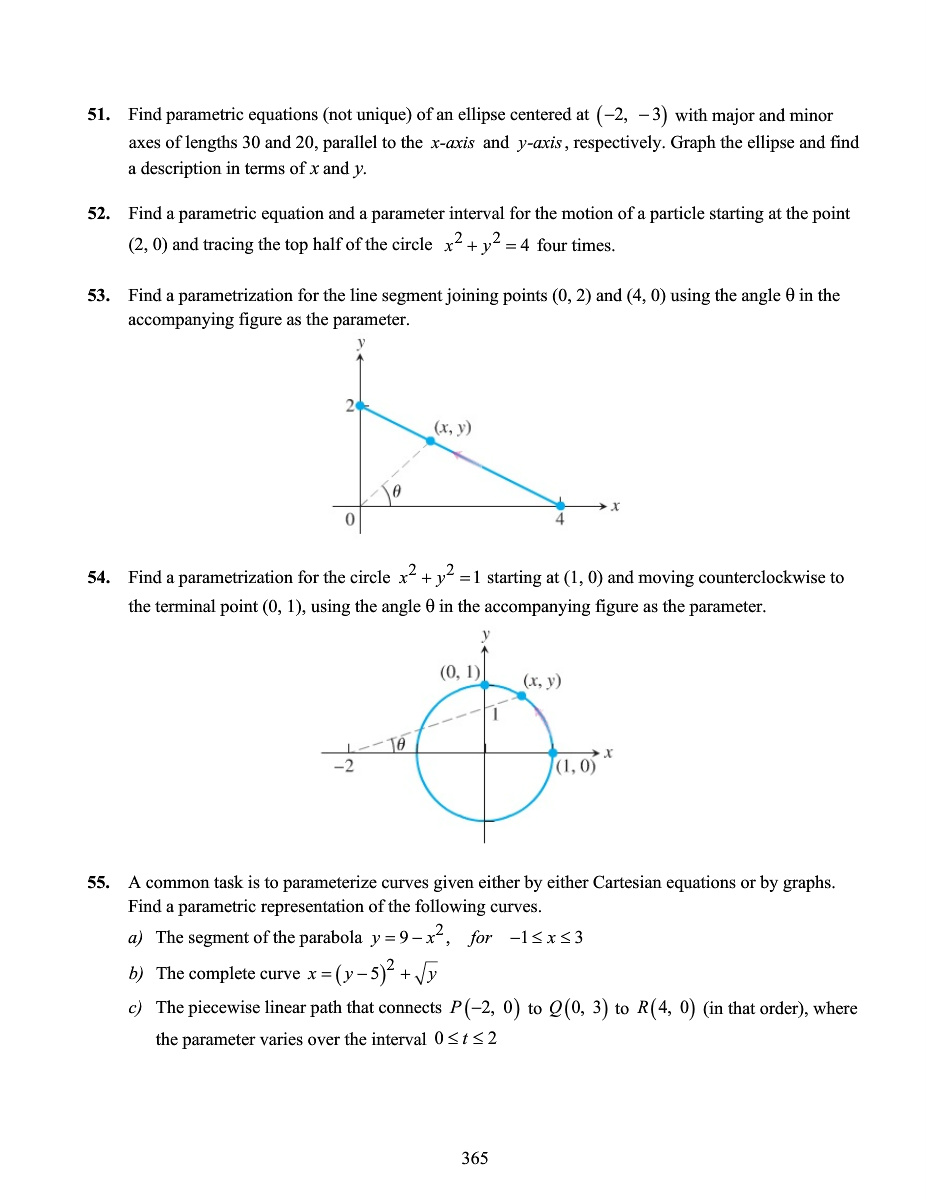 51. Find parametric equations (not unique) of an ellipse centered at (−2, −3) with major and minor
axes of lengths 30 and 20, parallel to the x-axis and y-axis, respectively. Graph the ellipse and find
a description in terms of x and y.
52. Find a parametric equation and a parameter interval for the motion of a particle starting at the point
(2, 0) and tracing the top half of the circle x² + y² = 4 four times.
53. Find a parametrization for the line segment joining points (0, 2) and (4, 0) using the angle θ in the
accompanying figure as the parameter.
y
2
(x, y)
θ
x
0
4
54. Find a parametrization for the circle x² + y² = 1 starting at (1, 0) and moving counterclockwise to
the terminal point (0, 1), using the angle θ in the accompanying figure as the parameter.
y
(0, 1)
(x, y)
1
θ
x
−2
(1, 0)
55. A common task is to parameterize curves given either by either Cartesian equations or by graphs.
Find a parametric representation of the following curves.
a) The segment of the parabola y = 9 − x², for −1 ≤ x ≤ 3
b) The complete curve x = (y − 5)² + √y
c) The piecewise linear path that connects P(−2, 0) to Q(0, 3) to R(4, 0) (in that order), where
the parameter varies over the interval 0 ≤ t ≤ 2
365